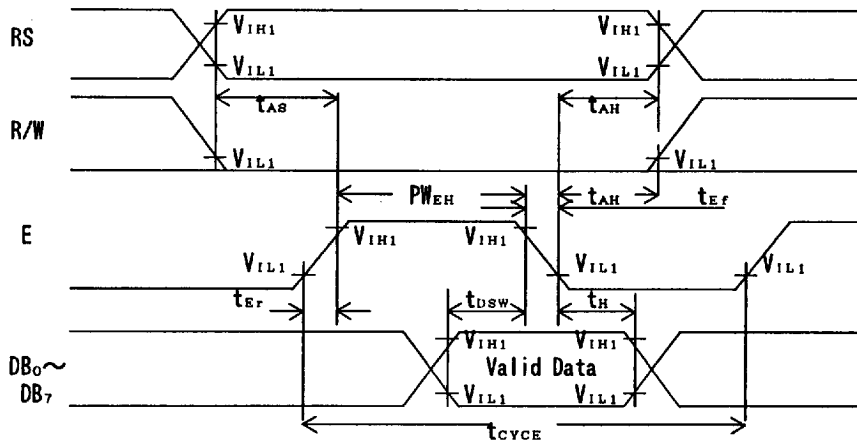 RS VIH1 VIH1
VIL1 VIL1
tAS tAH
R/W
VIL1 VIL1
PWEH tAH tEf
E VIH1 VIH1
VIL1 VIL1 VIL1
tEr tDSW tH
VIH1 VIH1
DB0～ Valid Data
DB7 VIL1 VIL1
tCYCE